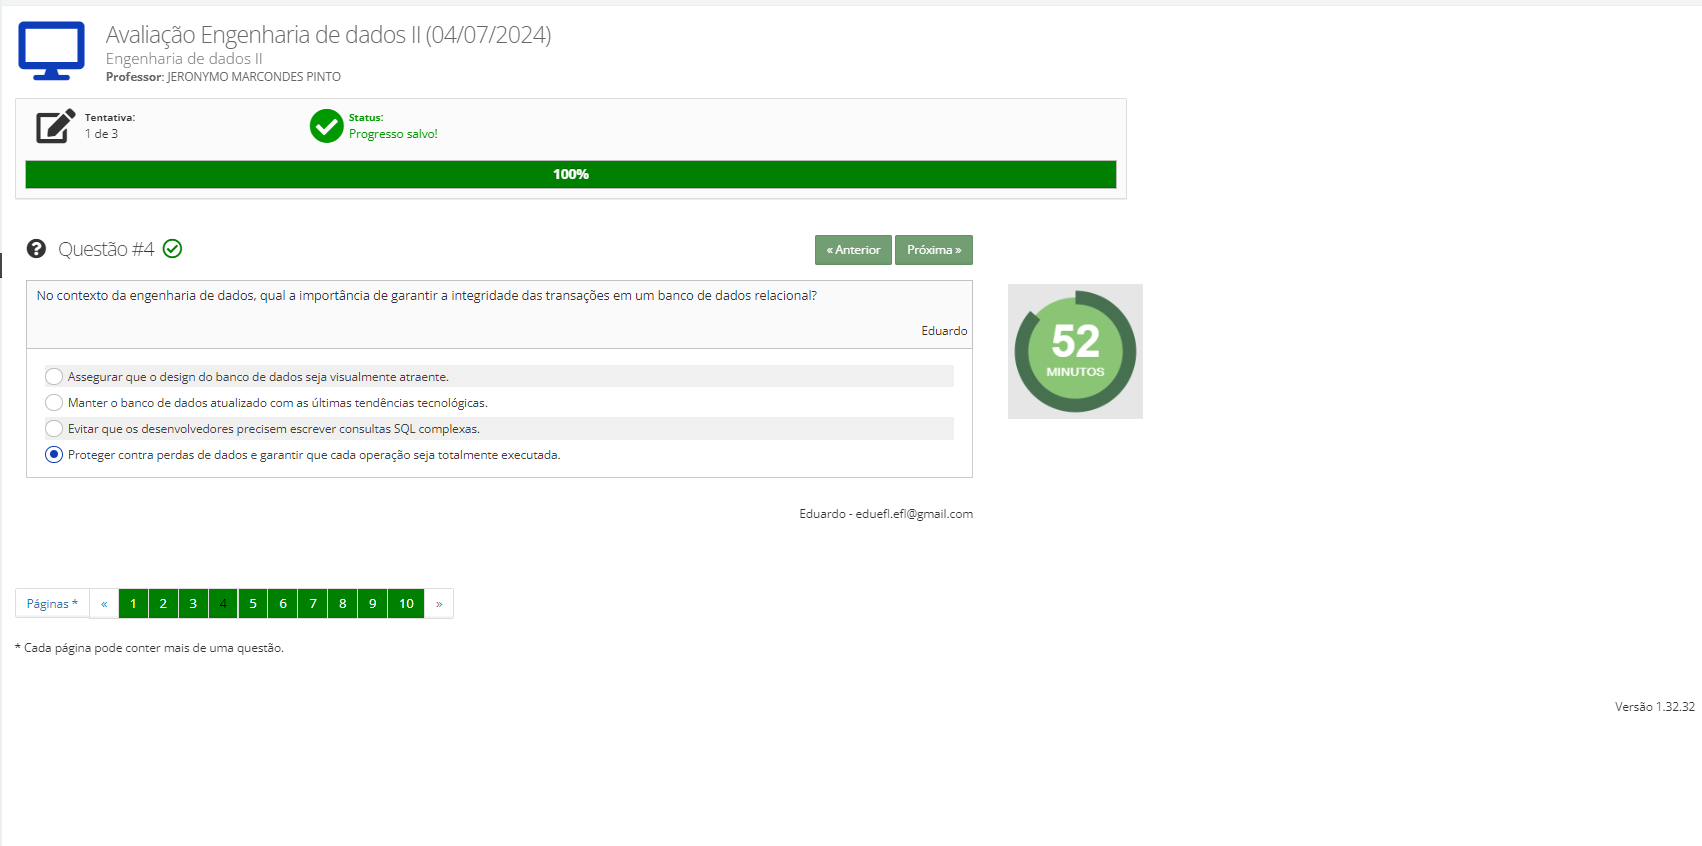 Avaliação Engenharia de dados II (04/07/2024)
Engenharia de dados II
Professor: JERONYMO MARCONDES PINTO
Tentativa:
1 de 3
Status:
Progresso salvo!
100%
Questão #4
« Anterior
Próxima »
No contexto da engenharia de dados, qual a importância de garantir a integridade das transações em um banco de dados relacional?
Eduardo
52
MINUTOS
Assegurar que o design do banco de dados seja visualmente atraente.
Manter o banco de dados atualizado com as últimas tendências tecnológicas.
Evitar que os desenvolvedores precisem escrever consultas SQL complexas.
Proteger contra perdas de dados e garantir que cada operação seja totalmente executada.
Eduardo - eduefl.efl@gmail.com
Páginas * « 1 2 3 4 5 6 7 8 9 10 »
* Cada página pode conter mais de uma questão.
Versão 1.32.32